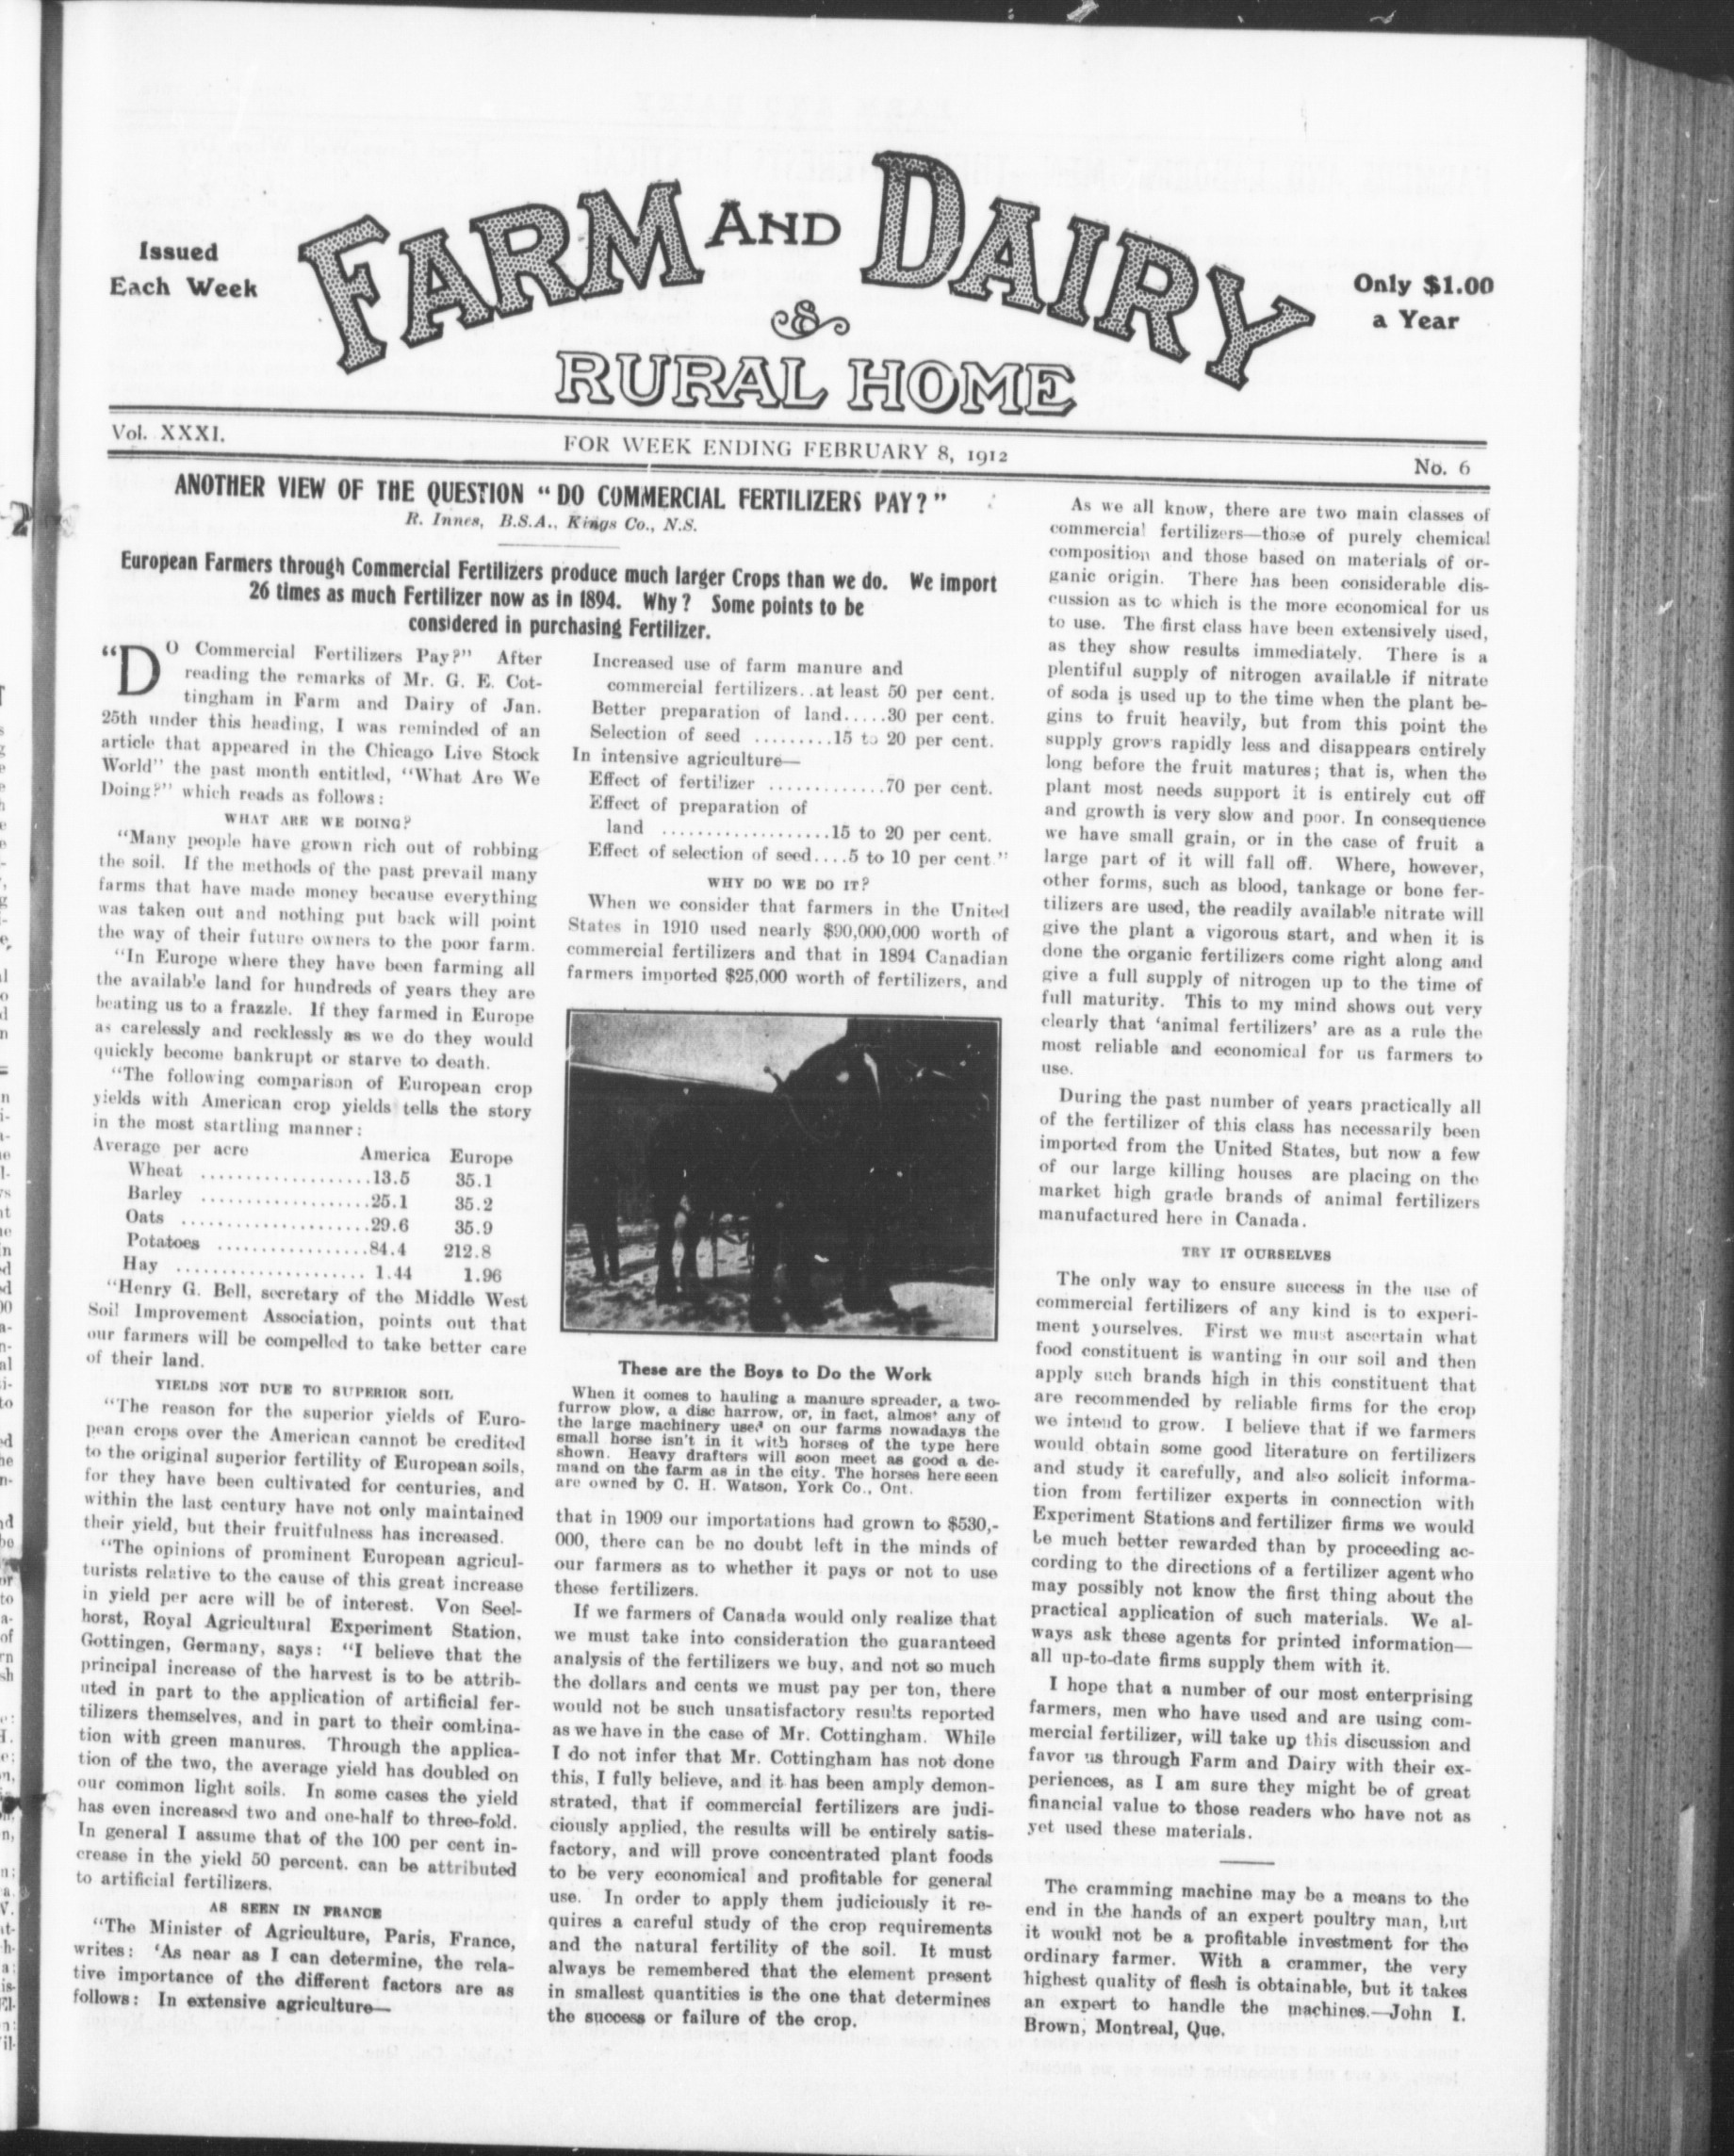 Issued
Each Week
FARM AND DAIRY
&
RURAL HOME
Only $1.00
a Year
Vol. XXXI.
FOR WEEK ENDING FEBRUARY 8, 1912
No. 6
ANOTHER VIEW OF THE QUESTION "DO COMMERCIAL FERTILIZERS PAY?"
R. Innes, B.S.A., Kings Co., N.S.
European Farmers through Commercial Fertilizers produce much larger Crops than we do. We import
26 times as much Fertilizer now as in 1894. Why? Some points to be
considered in purchasing Fertilizer.
"DO Commercial Fertilizers Pay?" After
reading the remarks of Mr. G. E. Cot-
tingham in Farm and Dairy of Jan.
25th under this heading, I was reminded of an
article that appeared in the Chicago Live Stock
World" the past month entitled, "What Are We
Doing?" which reads as follows:
WHAT ARE WE DOING?
"Many people have grown rich out of robbing
the soil. If the methods of the past prevail many
farms that have made money because everything
was taken out and nothing put back will point
the way of their future owners to the poor farm.
"In Europe where they have been farming all
the available land for hundreds of years they are
beating us to a frazzle. If they farmed in Europe
as carelessly and recklessly as we do they would
quickly become bankrupt or starve to death.
"The following comparison of European crop
yields with American crop yields tells the story
in the most startling manner:
Average per acre America Europe
Wheat ..................13.5 35.1
Barley ..................25.1 35.2
Oats ....................29.6 35.9
Potatoes ................84.4 212.8
Hay .................... 1.44 1.96
"Henry G. Bell, secretary of the Middle West
Soil Improvement Association, points out that
our farmers will be compelled to take better care
of their land.
YIELDS NOT DUE TO SUPERIOR SOIL
"The reason for the superior yields of Euro-
pean crops over the American cannot be credited
to the original superior fertility of European soils,
for they have been cultivated for centuries, and
within the last century have not only maintained
their yield, but their fruitfulness has increased.
"The opinions of prominent European agricul-
turists relative to the cause of this great increase
in yield per acre will be of interest. Von Seel-
horst, Royal Agricultural Experiment Station,
Gottingen, Germany, says: "I believe that the
principal increase of the harvest is to be attrib-
uted in part to the application of artificial fer-
tilizers themselves, and in part to their combina-
tion with green manures. Through the applica-
tion of the two, the average yield has doubled on
our common light soils. In some cases the yield
has even increased two and one-half to three-fold.
In general I assume that of the 100 per cent in-
crease in the yield 50 percent. can be attributed
to artificial fertilizers.
AS SEEN IN FRANCE
"The Minister of Agriculture, Paris, France,
writes: 'As near as I can determine, the rela-
tive importance of the different factors are as
follows: In extensive agriculture—
Increased use of farm manure and
commercial fertilizers..at least 50 per cent.
Better preparation of land.....30 per cent.
Selection of seed .........15 to 20 per cent.
In intensive agriculture—
Effect of fertilizer .............70 per cent.
Effect of preparation of
land ...................15 to 20 per cent.
Effect of selection of seed....5 to 10 per cent."
WHY DO WE DO IT?
When we consider that farmers in the United
States in 1910 used nearly $90,000,000 worth of
commercial fertilizers and that in 1894 Canadian
farmers imported $25,000 worth of fertilizers, and
These are the Boys to Do the Work
When it comes to hauling a manure spreader, a two-
furrow plow, a disc harrow, or, in fact, almost any of
the large machinery used on our farms nowadays the
small horse isn't in it with horses of the type here
shown. Heavy drafters will soon meet as good a de-
mand on the farm as in the city. The horses here seen
are owned by C. H. Watson, York Co., Ont.
that in 1909 our importations had grown to $530,-
000, there can be no doubt left in the minds of
our farmers as to whether it pays or not to use
these fertilizers.
If we farmers of Canada would only realize that
we must take into consideration the guaranteed
analysis of the fertilizers we buy, and not so much
the dollars and cents we must pay per ton, there
would not be such unsatisfactory results reported
as we have in the case of Mr. Cottingham. While
I do not infer that Mr. Cottingham has not done
this, I fully believe, and it has been amply demon-
strated, that if commercial fertilizers are judi-
ciously applied, the results will be entirely satis-
factory, and will prove concentrated plant foods
to be very economical and profitable for general
use. In order to apply them judiciously it re-
quires a careful study of the crop requirements
and the natural fertility of the soil. It must
always be remembered that the element present
in smallest quantities is the one that determines
the success or failure of the crop.
As we all know, there are two main classes of
commercial fertilizers—those of purely chemical
composition and those based on materials of or-
ganic origin. There has been considerable dis-
cussion as to which is the more economical for us
to use. The first class have been extensively used,
as they show results immediately. There is a
plentiful supply of nitrogen available if nitrate
of soda is used up to the time when the plant be-
gins to fruit heavily, but from this point the
supply grows rapidly less and disappears entirely
long before the fruit matures; that is, when the
plant most needs support it is entirely cut off
and growth is very slow and poor. In consequence
we have small grain, or in the case of fruit a
large part of it will fall off. Where, however,
other forms, such as blood, tankage or bone fer-
tilizers are used, the readily available nitrate will
give the plant a vigorous start, and when it is
done the organic fertilizers come right along and
give a full supply of nitrogen up to the time of
full maturity. This to my mind shows out very
clearly that 'animal fertilizers' are as a rule the
most reliable and economical for us farmers to
use.
During the past number of years practically all
of the fertilizer of this class has necessarily been
imported from the United States, but now a few
of our large killing houses are placing on the
market high grade brands of animal fertilizers
manufactured here in Canada.
TRY IT OURSELVES
The only way to ensure success in the use of
commercial fertilizers of any kind is to experi-
ment yourselves. First we must ascertain what
food constituent is wanting in our soil and then
apply such brands high in this constituent that
are recommended by reliable firms for the crop
we intend to grow. I believe that if we farmers
would obtain some good literature on fertilizers
and study it carefully, and also solicit informa-
tion from fertilizer experts in connection with
Experiment Stations and fertilizer firms we would
be much better rewarded than by proceeding ac-
cording to the directions of a fertilizer agent who
may possibly not know the first thing about the
practical application of such materials. We al-
ways ask these agents for printed information—
all up-to-date firms supply them with it.
I hope that a number of our most enterprising
farmers, men who have used and are using com-
mercial fertilizer, will take up this discussion and
favor us through Farm and Dairy with their ex-
periences, as I am sure they might be of great
financial value to those readers who have not as
yet used these materials.
The cramming machine may be a means to the
end in the hands of an expert poultry man, but
it would not be a profitable investment for the
ordinary farmer. With a crammer, the very
highest quality of flesh is obtainable, but it takes
an expert to handle the machines.—John I.
Brown, Montreal, Que.